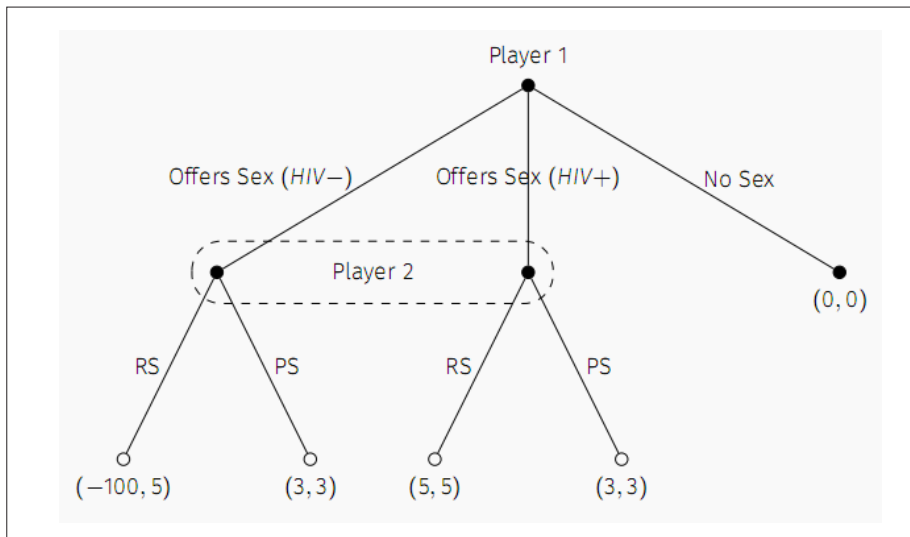 Player 1
Offers Sex (HIV−)
Offers Sex (HIV+)
No Sex
Player 2
(0, 0)
RS
PS
RS
PS
(−100, 5)
(3, 3)
(5, 5)
(3, 3)